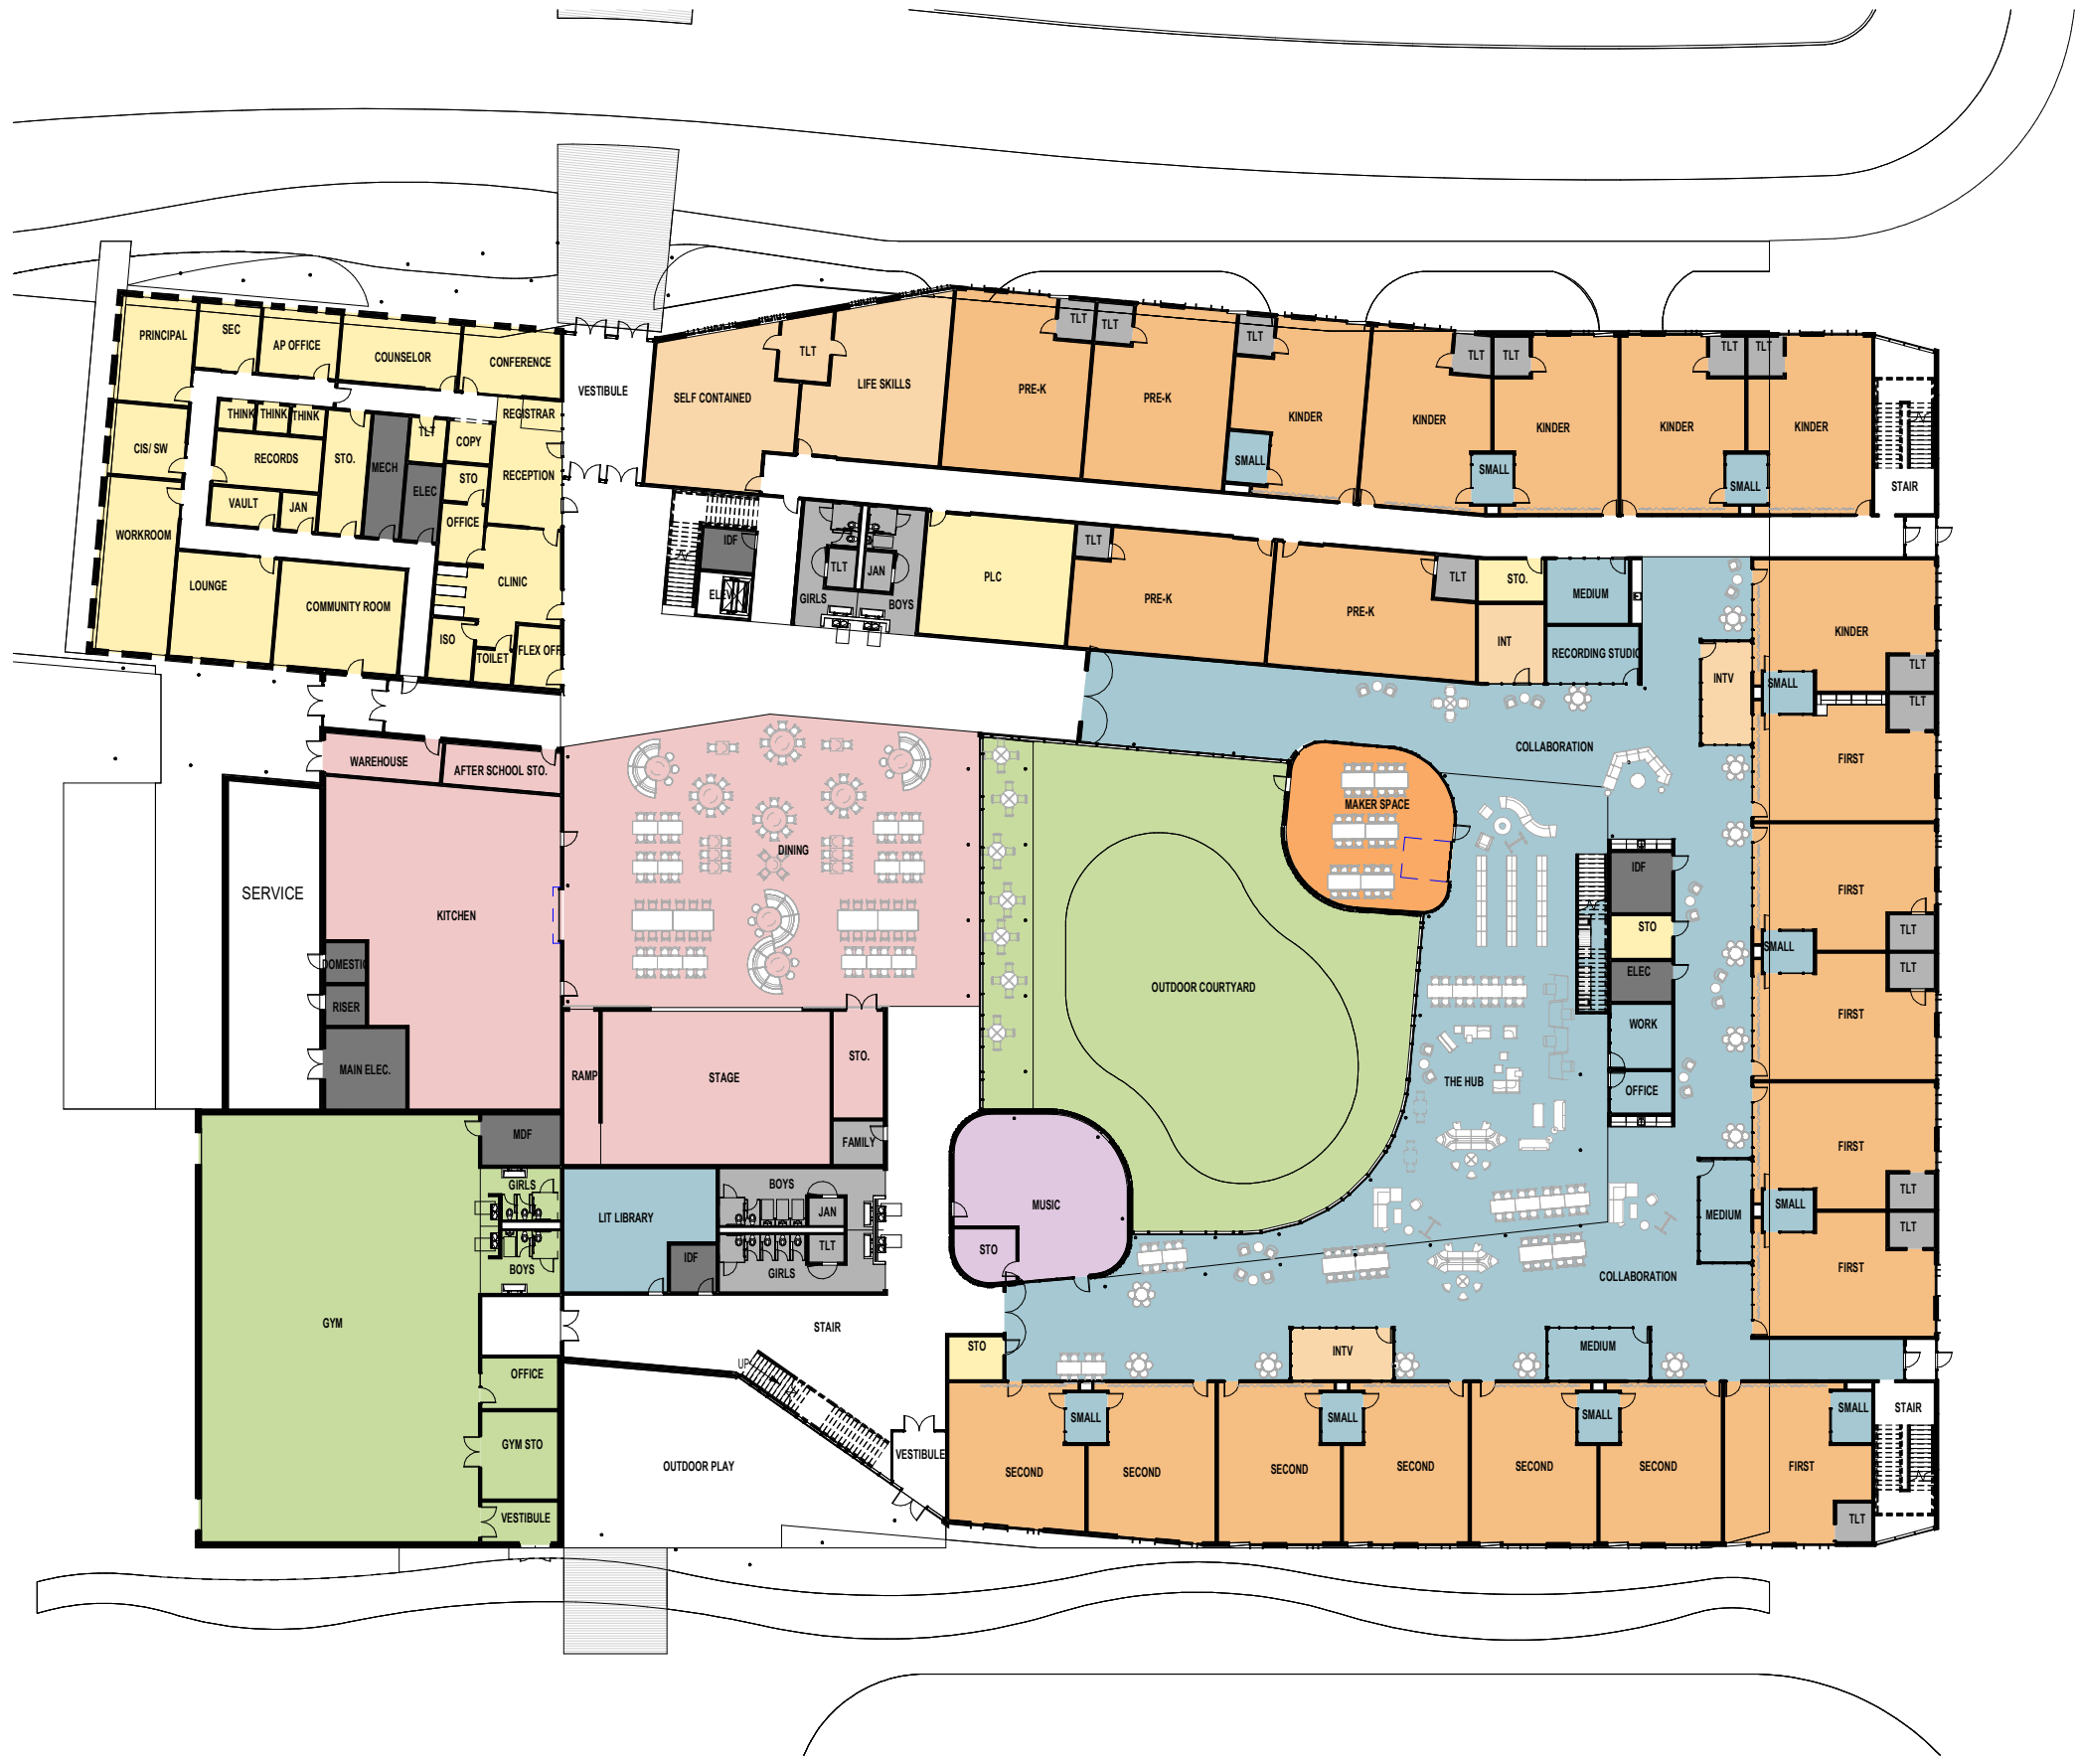 PRINCIPAL
SEC
AP OFFICE
COUNSELOR
CONFERENCE
VESTIBULE
SELF CONTAINED
TLT
LIFE SKILLS
PRE-K
TLT
TLT
PRE-K
TLT
KINDER
SMALL
KINDER
TLT
TLT
SMALL
KINDER
KINDER
TLT
TLT
SMALL
KINDER
STAIR
REGISTRAR
THINK
THINK
THINK
TLT
COPY
CIS/ SW
RECORDS
STO.
MECH
STO
RECEPTION
ELEC
VAULT
JAN
OFFICE
WORKROOM
LOUNGE
COMMUNITY ROOM
CLINIC
ISO
TOILET
FLEX OFF
IDF
ELEV
TLT
JAN
GIRLS
BOYS
PLC
TLT
PRE-K
PRE-K
TLT
STO.
INT
MEDIUM
RECORDING STUDIO
KINDER
TLT
INTV
SMALL
TLT
COLLABORATION
FIRST
WAREHOUSE
AFTER SCHOOL STO.
MAKER SPACE
DINING
SERVICE
KITCHEN
IDF
FIRST
STO
TLT
SMALL
DOMESTIC
ELEC
TLT
OUTDOOR COURTYARD
RISER
WORK
FIRST
MAIN ELEC.
RAMP
STAGE
STO.
THE HUB
OFFICE
MDF
FAMILY
FIRST
GIRLS
BOYS
TLT
LIT LIBRARY
JAN
MUSIC
SMALL
MEDIUM
TLT
STO
IDF
TLT
BOYS
GIRLS
COLLABORATION
FIRST
GYM
STAIR
STO
INTV
MEDIUM
UP
OFFICE
SMALL
SMALL
SMALL
SMALL
STAIR
GYM STO
OUTDOOR PLAY
VESTIBULE
SECOND
SECOND
SECOND
SECOND
SECOND
SECOND
FIRST
VESTIBULE
TLT